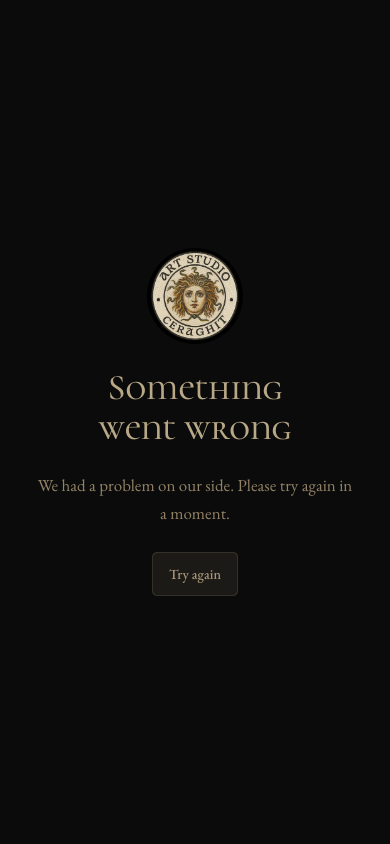 ART STUDIO
CERAGHIT
Something
went wrong
We had a problem on our side. Please try again in
a moment.
Try again